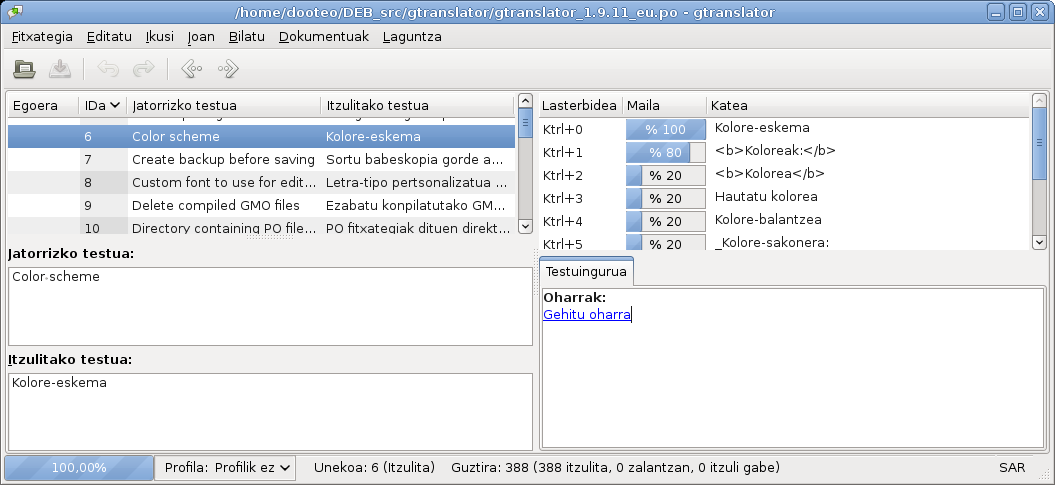 /home/dooteo/DEB_src/gtranslator/gtranslator_1.9.11_eu.po - gtranslator
Fitxategia Editatu Ikusi Joan Bilatu Dokumentuak Laguntza
Egoera IDa Jatorrizko testua Itzulitako testua
6 Color scheme Kolore-eskema
7 Create backup before saving Sortu babeskopia gorde a...
8 Custom font to use for edit... Letra-tipo pertsonalizatua ...
9 Delete compiled GMO files Ezabatu konpilatutako GM...
10 Directory containing PO file... PO fitxategiak dituen direkt...
Jatorrizko testua:
Color·scheme
Itzulitako testua:
Kolore-eskema
Lasterbidea Maila Katea
Ktrl+0 % 100 Kolore-eskema
Ktrl+1 % 80 <b>Koloreak:</b>
Ktrl+2 % 20 <b>Kolorea</b>
Ktrl+3 % 20 Hautatu kolorea
Ktrl+4 % 20 Kolore-balantzea
Ktrl+5 % 20 _Kolore-sakonera:
Testuingurua
Oharrak:
Gehitu oharra
100,00% Profila: Profilik ez Unekoa: 6 (Itzulita) Guztira: 388 (388 itzulita, 0 zalantzan, 0 itzuli gabe) SAR